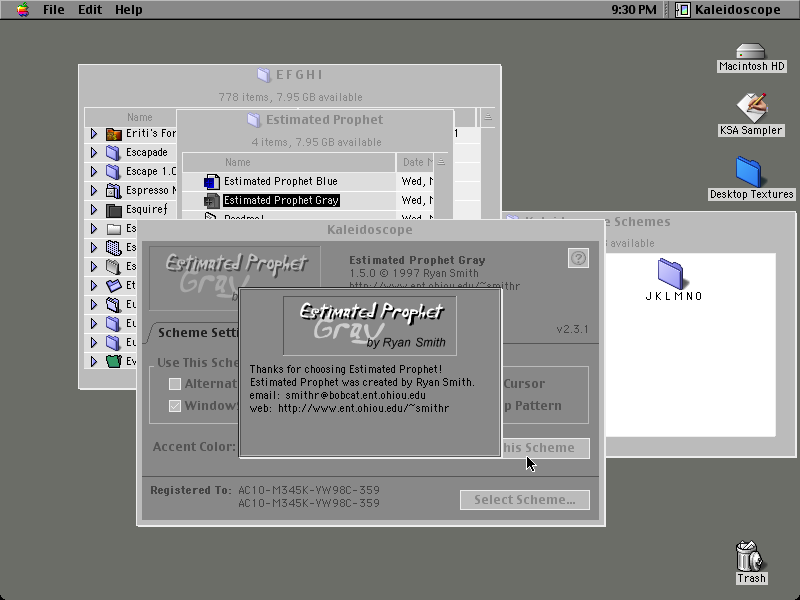 File Edit Help
9:30 PM
Kaleidoscope
Macintosh HD
KSA Sampler
Desktop Textures
Trash
E F G H I
778 items, 7.95 GB available
Name
Eriti's For
Escapade
Escape 1.0
Espresso
Esquiref
Es
Es
Es
Et
Eu
Eu
Eu
Ev
Estimated Prophet
4 items, 7.95 GB available
Name
Date
Estimated Prophet Blue
Wed,
Estimated Prophet Gray
Wed,
Kaleidoscope Schemes
available
J K L M N O
Kaleidoscope
Estimated Prophet
Gray
Estimated Prophet Gray
1.5.0 © 1997 Ryan Smith
http://www.ent.ohiou.edu/~smithr
?
Scheme Setti
v2.3.1
Use This Sche
Alternat
Cursor
Window
p Pattern
Accent Color:
his Scheme
Registered To: AC10-M345K-VW98C-359
AC10-M345K-VW98C-359
Select Scheme...
Estimated Prophet
Gray
by Ryan Smith
Thanks for choosing Estimated Prophet!
Estimated Prophet was created by Ryan Smith.
email: smithr@bobcat.ent.ohiou.edu
web: http://www.ent.ohiou.edu/~smithr